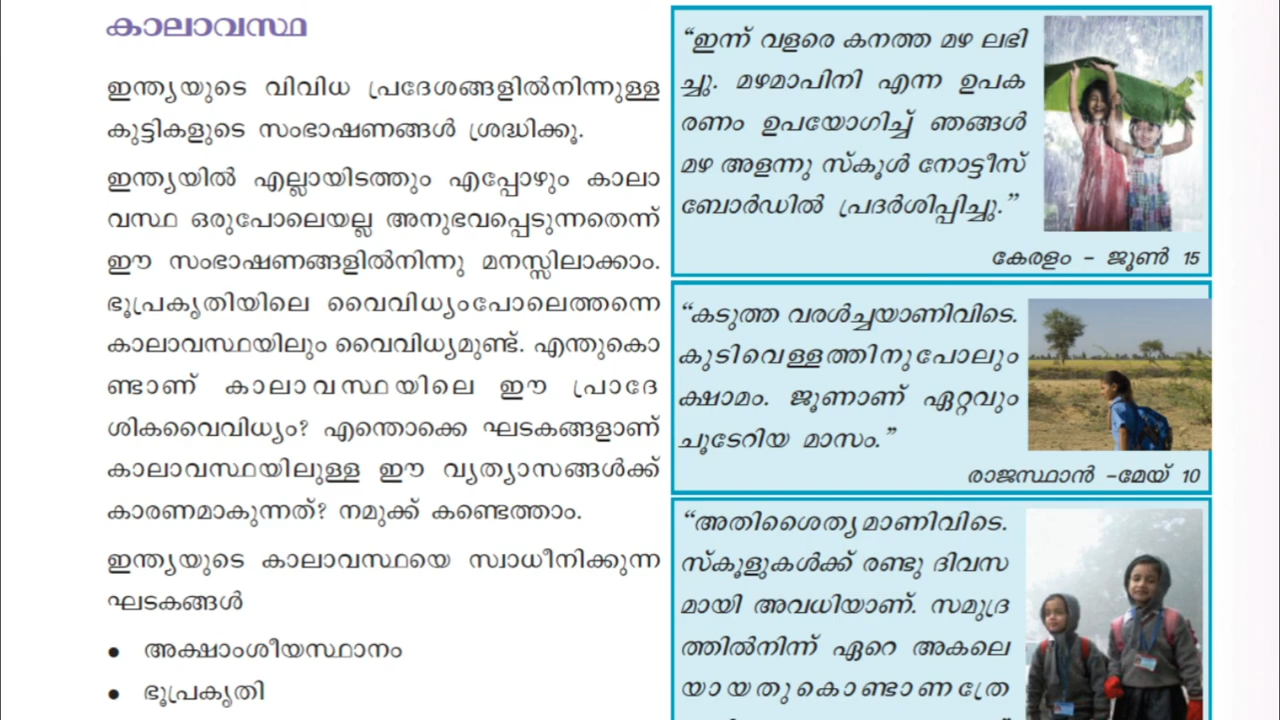 കാലാവസ്ഥ
ഇന്ത്യയുടെ വിവിധ പ്രദേശങ്ങളിൽനിന്നുള്ള
കുട്ടികളുടെ സംഭാഷണങ്ങൾ ശ്രദ്ധിക്കൂ.
ഇന്ത്യയിൽ എല്ലായിടത്തും എപ്പോഴും കാലാ
വസ്ഥ ഒരുപോലെയല്ല അനുഭവപ്പെടുന്നതെന്ന്
ഈ സംഭാഷണങ്ങളിൽനിന്നു മനസ്സിലാക്കാം.
ഭൂപ്രകൃതിയിലെ വൈവിധ്യംപോലെത്തന്നെ
കാലാവസ്ഥയിലും വൈവിധ്യമുണ്ട്. എന്തുകൊ
ണ്ടാണ് കാലാവസ്ഥയിലെ ഈ പ്രാദേ
ശികവൈവിധ്യം? എന്തൊക്കെ ഘടകങ്ങളാണ്
കാലാവസ്ഥയിലുള്ള ഈ വ്യത്യാസങ്ങൾക്ക്
കാരണമാകുന്നത്? നമുക്ക് കണ്ടെത്താം.
ഇന്ത്യയുടെ കാലാവസ്ഥയെ സ്വാധീനിക്കുന്ന
ഘടകങ്ങൾ
• അക്ഷാംശീയസ്ഥാനം
• ഭൂപ്രകൃതി
“ഇന്ന് വളരെ കനത്ത മഴ ലഭി
ച്ചു. മഴമാപിനി എന്ന ഉപക
രണം ഉപയോഗിച്ച് ഞങ്ങൾ
മഴ അളന്നു സ്കൂൾ നോട്ടീസ്
ബോർഡിൽ പ്രദർശിപ്പിച്ചു.”
കേരളം – ജൂൺ 15
“കടുത്ത വരൾച്ചയാണിവിടെ.
കുടിവെള്ളത്തിനുപോലും
ക്ഷാമം. ജൂണാണ് ഏറ്റവും
ചൂടേറിയ മാസം.”
രാജസ്ഥാൻ –മേയ് 10
“അതിശൈത്യമാണിവിടെ.
സ്കൂളുകൾക്ക് രണ്ടു ദിവസ
മായി അവധിയാണ്. സമുദ്ര
ത്തിൽനിന്ന് ഏറെ അകലെ
യായതുകൊണ്ടാണത്രേ